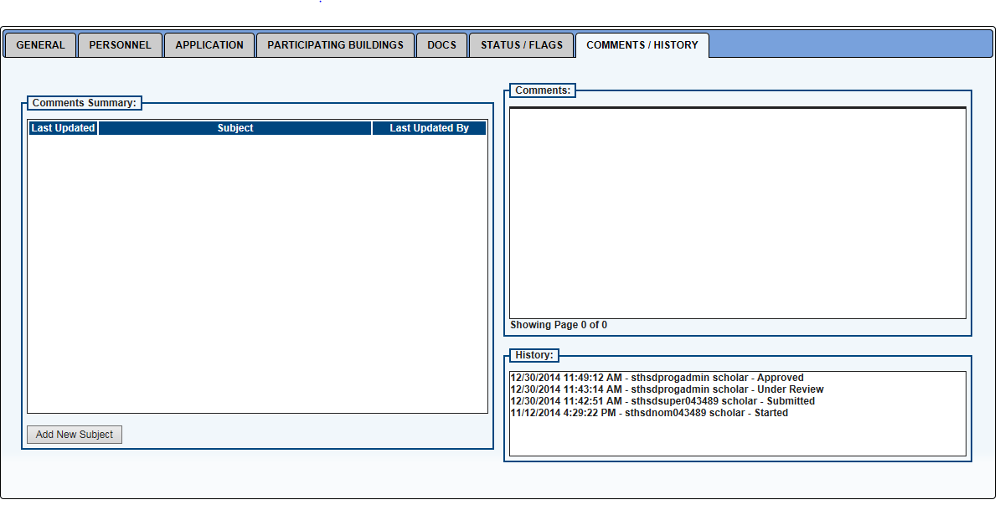 GENERAL PERSONNEL APPLICATION PARTICIPATING BUILDINGS DOCS STATUS / FLAGS COMMENTS / HISTORY
Comments Summary:
Last Updated Subject Last Updated By
Add New Subject
Comments:
Showing Page 0 of 0
History:
12/30/2014 11:49:12 AM - sthsdprogadmin scholar - Approved
12/30/2014 11:43:14 AM - sthsdprogadmin scholar - Under Review
12/30/2014 11:42:51 AM - sthsdsuper043489 scholar - Submitted
11/12/2014 4:29:22 PM - sthsdnom043489 scholar - Started